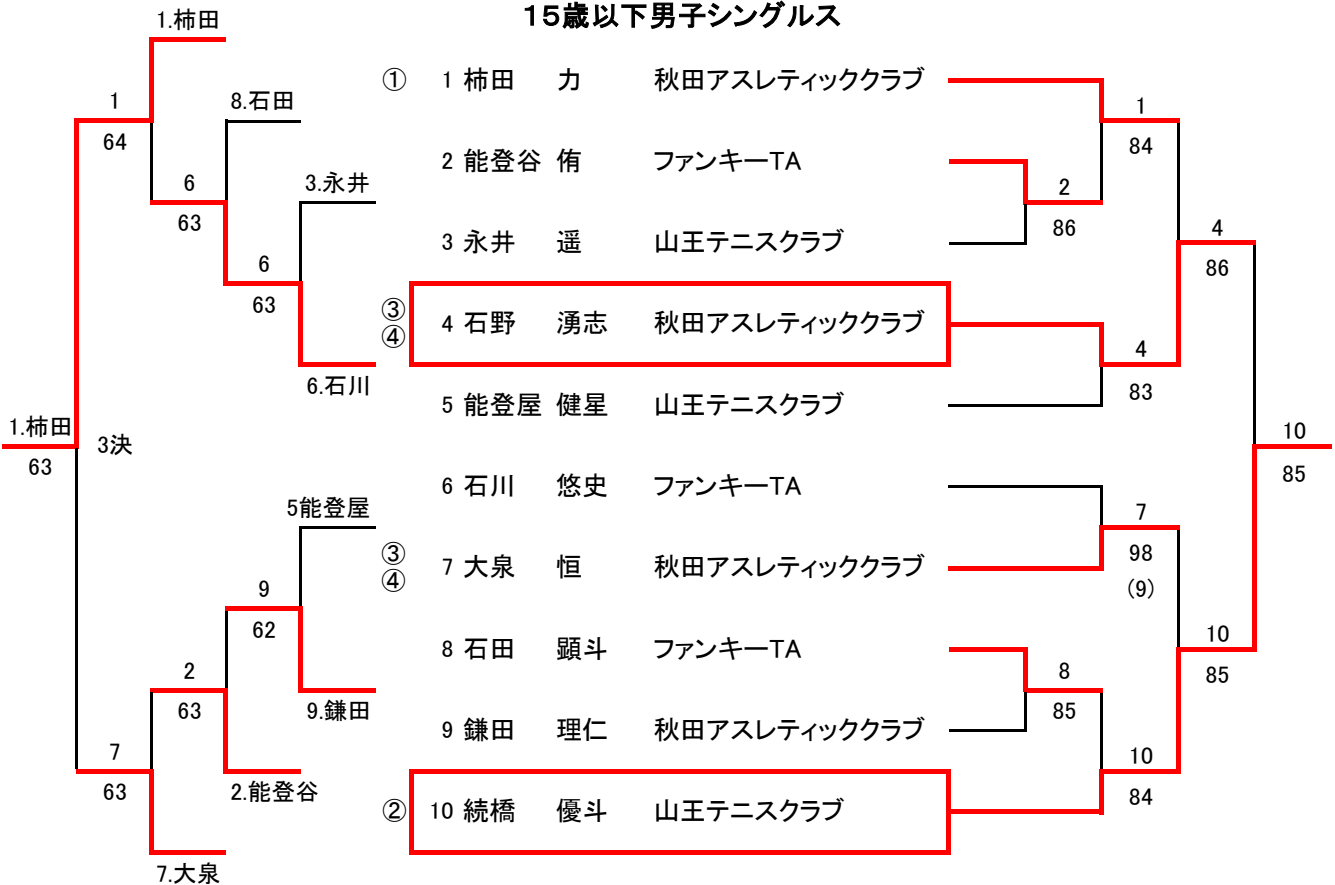 15歳以下男子シングルス
1.柿田
① 1 柿田 力 秋田アスレティッククラブ
1
64
8.石田
1
84
2 能登谷 侑 ファンキーTA
6
63
3.永井
2
86
3 永井 遥 山王テニスクラブ
4
86
6
63
③
④
4 石野 湧志 秋田アスレティッククラブ
4
83
6.石川
5 能登屋 健星 山王テニスクラブ
1.柿田
63
3決
10
85
6 石川 悠史 ファンキーTA
5能登屋
7
98
(9)
③
④
7 大泉 恒 秋田アスレティッククラブ
9
62
8 石田 顕斗 ファンキーTA
10
85
2
63
8
85
9.鎌田
9 鎌田 理仁 秋田アスレティッククラブ
7
63
10
84
2.能登谷
② 10 続橋 優斗 山王テニスクラブ
7.大泉